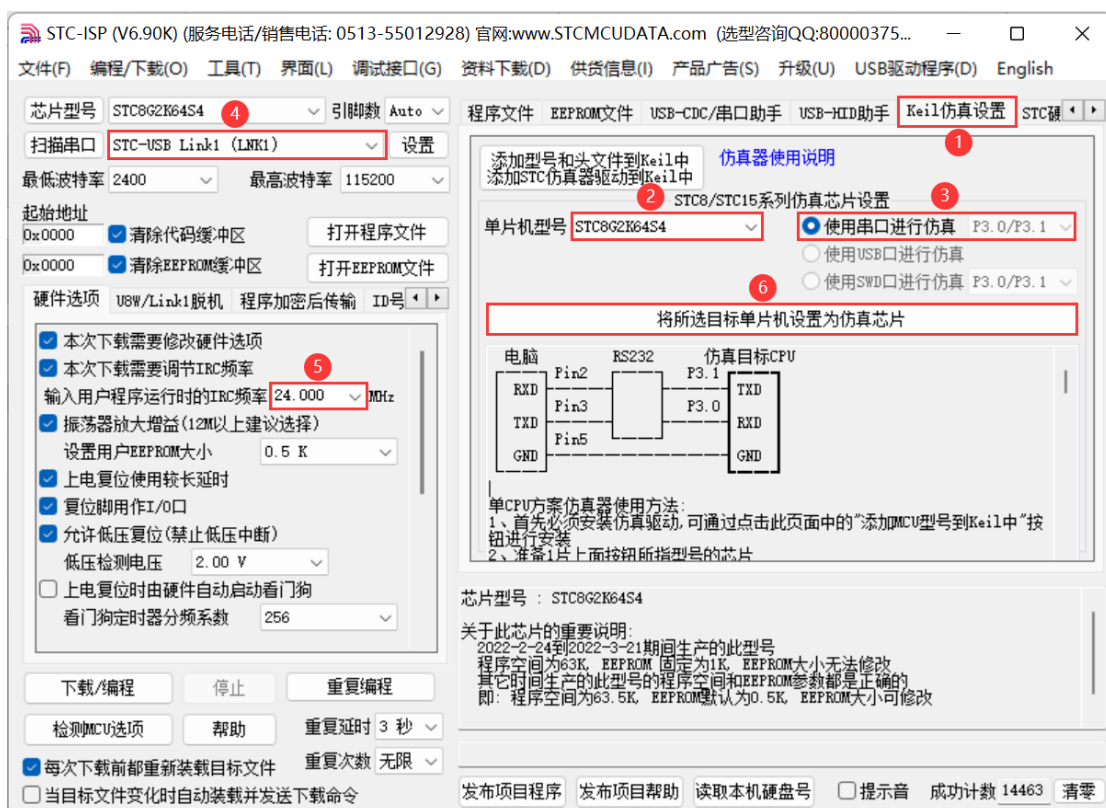 STC-ISP (V6.90K) (服务电话/销售电话: 0513-55012928) 官网:www.STCMCUDATA.com (选型咨询QQ:80000375...
文件(F) 编程/下载(O) 工具(T) 界面(L) 调试接口(G) 资料下载(D) 供货信息(I) 产品广告(S) 升级(U) USB驱动程序(D) English
芯片型号 STC8G2K64S4 引脚数 Auto
4
扫描串口 STC-USB Link1 (LNK1) 设置
最低波特率 2400 最高波特率 115200
起始地址
0x0000 清除代码缓冲区 打开程序文件
0x0000 清除EEPROM缓冲区 打开EEPROM文件
硬件选项 U8W/Link1脱机 程序加密后传输 ID号
本次下载需要修改硬件选项
本次下载需要调节IRC频率
5
输入用户程序运行时的IRC频率 24.000 MHz
振荡器放大增益(12M以上建议选择)
设置用户EEPROM大小 0.5 K
上电复位使用较长延时
复位脚用作I/O口
允许低压复位(禁止低压中断)
低压检测电压 2.00 V
上电复位时由硬件自动启动看门狗
看门狗定时器分频系数 256
下载/编程 停止 重复编程
检测MCU选项 帮助 重复延时 3 秒
每次下载前都重新装载目标文件 重复次数 无限
当目标文件变化时自动装载并发送下载命令
程序文件 EEPROM文件 USB-CDC/串口助手 USB-HID助手 Keil仿真设置 STC硬
1
添加型号和头文件到Keil中
添加STC仿真器驱动到Keil中
仿真器使用说明
2
STC8/STC15系列仿真芯片设置
3
单片机型号 STC8G2K64S4 使用串口进行仿真 P3.0/P3.1
使用USB口进行仿真
使用SWD口进行仿真 P3.0/P3.1
6
将所选目标单片机设置为仿真芯片
电脑 RS232 仿真目标CPU
Pin2 P3.1
RXD TXD
Pin3 P3.0
TXD RXD
Pin5
GND GND
单CPU方案仿真器使用方法:
1、首先必须安装仿真驱动,可通过点击此页面中的"添加MCU型号到Keil中"按
钮进行安装
2、准备1片上面按钮所指型号的芯片
芯片型号 : STC8G2K64S4
关于此芯片的重要说明:
2022-2-24到2022-3-21期间生产的此型号
程序空间为63K, EEPROM 固定为1K, EEPROM大小无法修改
其它时间生产的此型号的程序空间和EEPROM参数都是正确的
即: 程序空间为63.5K, EEPROM默认为0.5K, EEPROM大小可修改
发布项目程序 发布项目帮助 读取本机硬盘号 提示音 成功计数 14463 清零